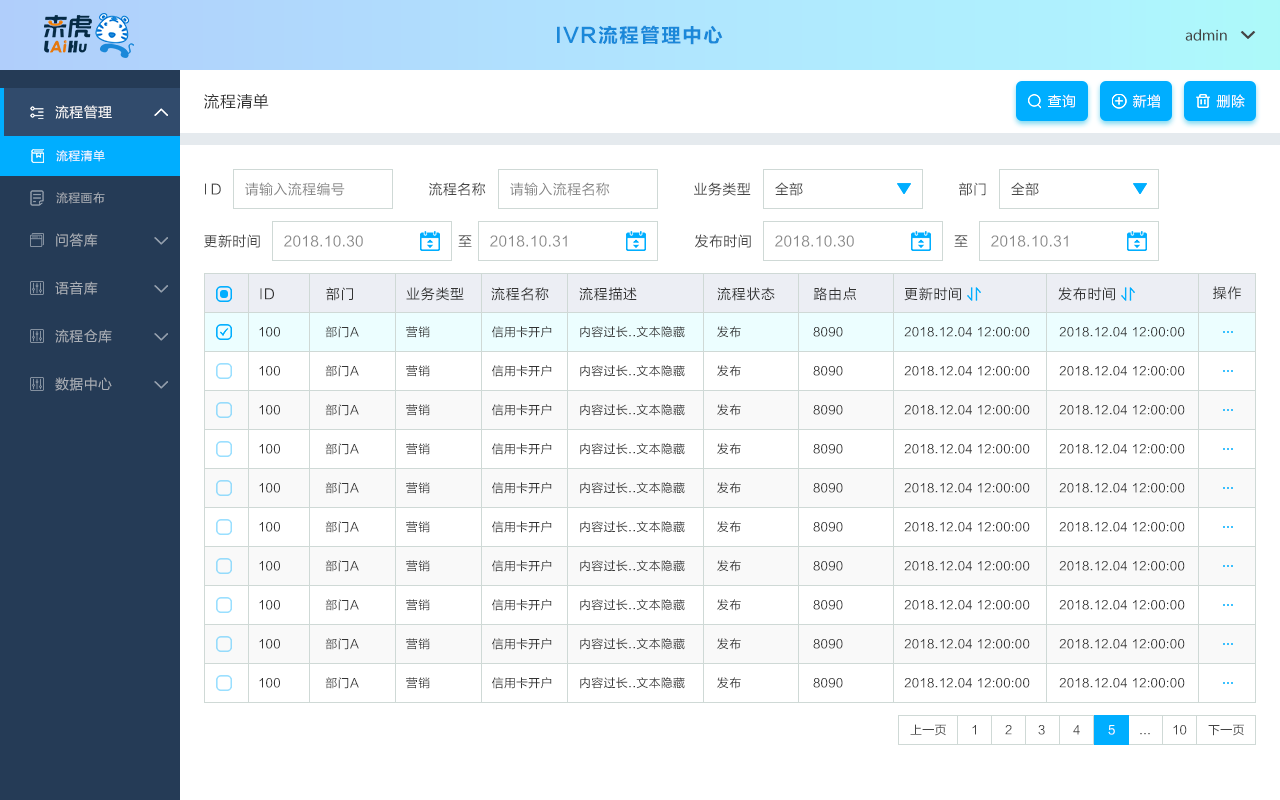 来虎
LAiHu
IVR流程管理中心
admin
流程管理
流程清单
流程画布
问答库
语音库
流程仓库
数据中心
流程清单
查询 新增 删除
ID 请输入流程编号 流程名称 请输入流程名称 业务类型 全部 部门 全部
更新时间 2018.10.30 至 2018.10.31 发布时间 2018.10.30 至 2018.10.31
ID 部门 业务类型 流程名称 流程描述 流程状态 路由点 更新时间 发布时间 操作
100 部门A 营销 信用卡开户 内容过长..文本隐藏 发布 8090 2018.12.04 12:00:00 2018.12.04 12:00:00 ...
100 部门A 营销 信用卡开户 内容过长..文本隐藏 发布 8090 2018.12.04 12:00:00 2018.12.04 12:00:00 ...
100 部门A 营销 信用卡开户 内容过长..文本隐藏 发布 8090 2018.12.04 12:00:00 2018.12.04 12:00:00 ...
100 部门A 营销 信用卡开户 内容过长..文本隐藏 发布 8090 2018.12.04 12:00:00 2018.12.04 12:00:00 ...
100 部门A 营销 信用卡开户 内容过长..文本隐藏 发布 8090 2018.12.04 12:00:00 2018.12.04 12:00:00 ...
100 部门A 营销 信用卡开户 内容过长..文本隐藏 发布 8090 2018.12.04 12:00:00 2018.12.04 12:00:00 ...
100 部门A 营销 信用卡开户 内容过长..文本隐藏 发布 8090 2018.12.04 12:00:00 2018.12.04 12:00:00 ...
100 部门A 营销 信用卡开户 内容过长..文本隐藏 发布 8090 2018.12.04 12:00:00 2018.12.04 12:00:00 ...
100 部门A 营销 信用卡开户 内容过长..文本隐藏 发布 8090 2018.12.04 12:00:00 2018.12.04 12:00:00 ...
100 部门A 营销 信用卡开户 内容过长..文本隐藏 发布 8090 2018.12.04 12:00:00 2018.12.04 12:00:00 ...
上一页 1 2 3 4 5 ... 10 下一页